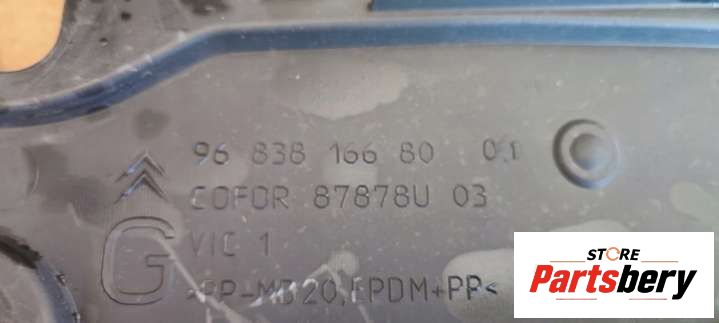 96 838 166 80 01
COFOR 87878U 03
G VIC 1
>PP-MD20,EPDM+PP<
STORE
Partsbery